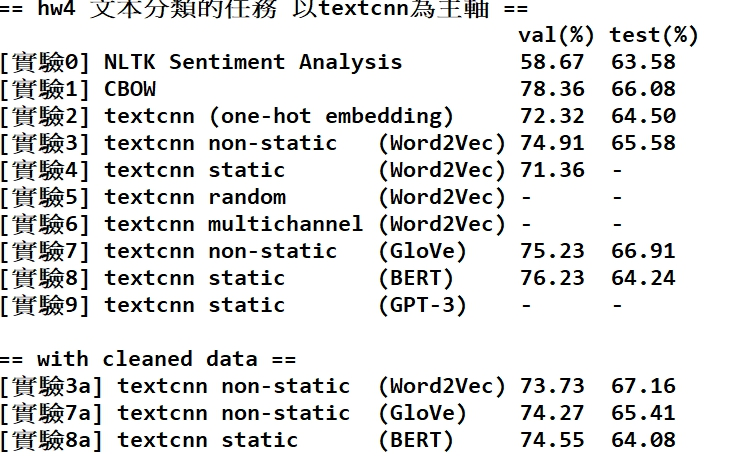 == hw4 文本分類的任務 以textcnn為主軸 ==
val(%) test(%)
[實驗0] NLTK Sentiment Analysis 58.67 63.58
[實驗1] CBOW 78.36 66.08
[實驗2] textcnn (one-hot embedding) 72.32 64.50
[實驗3] textcnn non-static (Word2Vec) 74.91 65.58
[實驗4] textcnn static (Word2Vec) 71.36 -
[實驗5] textcnn random (Word2Vec) - -
[實驗6] textcnn multichannel (Word2Vec) - -
[實驗7] textcnn non-static (GloVe) 75.23 66.91
[實驗8] textcnn static (BERT) 76.23 64.24
[實驗9] textcnn static (GPT-3) - -
== with cleaned data ==
[實驗3a] textcnn non-static (Word2Vec) 73.73 67.16
[實驗7a] textcnn non-static (GloVe) 74.27 65.41
[實驗8a] textcnn static (BERT) 74.55 64.08